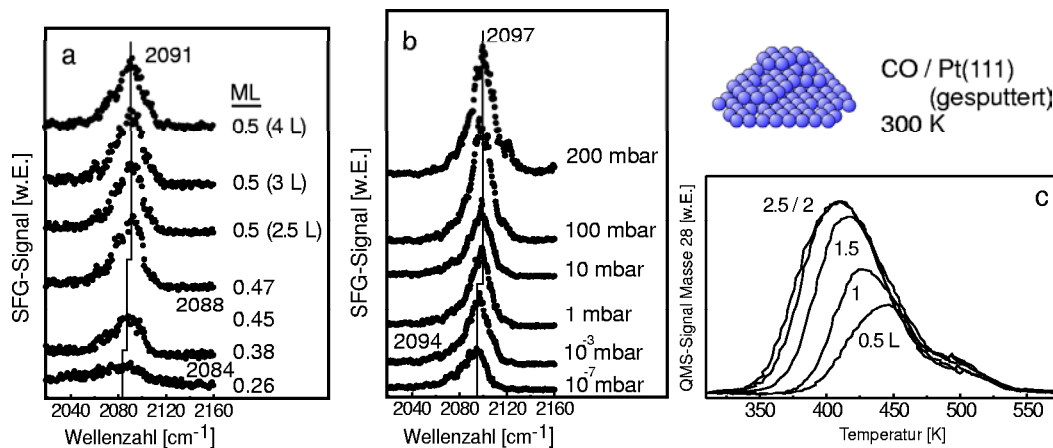 a
2091
ML
0.5 (4 L)
0.5 (3 L)
0.5 (2.5 L)
0.47
2088
0.45
0.38
2084
0.26
SFG-Signal [w.E.]
2040 2080 2120 2160
Wellenzahl [cm-1]
b
2097
200 mbar
100 mbar
10 mbar
1 mbar
2094
10-3 mbar
10-7 mbar
SFG-Signal [w.E.]
2040 2080 2120 2160
Wellenzahl [cm-1]
CO / Pt(111)
(gesputtert)
300 K
c
2.5 / 2
1.5
1
0.5 L
QMS-Signal Masse 28 [w.E.]
350 400 450 500 550
Temperatur [K]